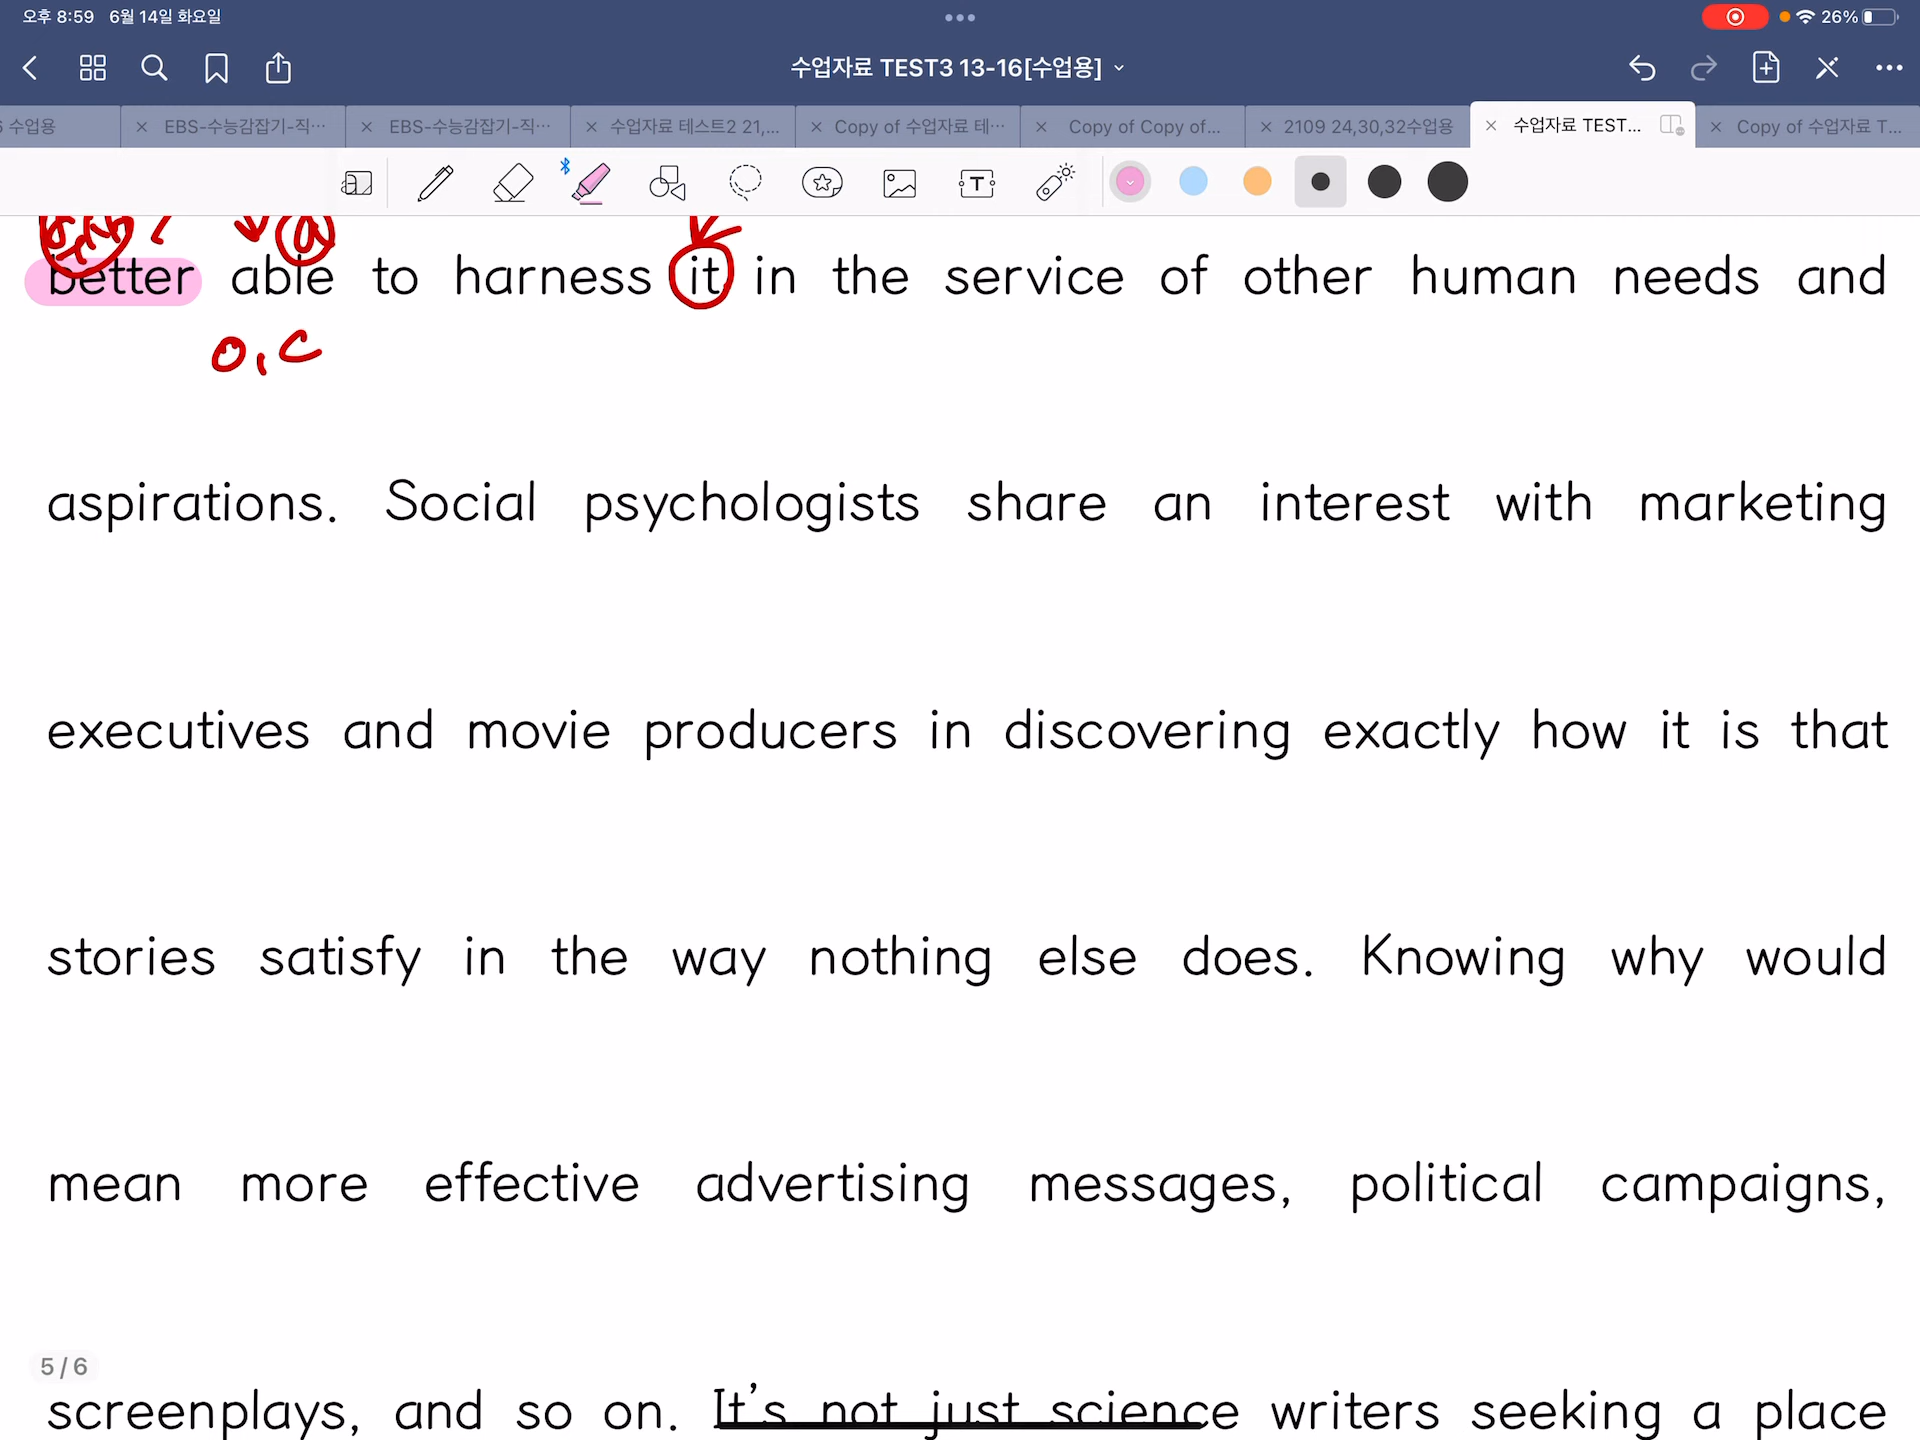 오후 8:59 6월 14일 화요일
26%
수업자료 TEST3 13-16[수업용]
수업용
EBS-수능감잡기-직…
EBS-수능감잡기-직…
수업자료 테스트2 21,...
Copy of 수업자료 테…
Copy of Copy of...
2109 24,30,32수업용
수업자료 TEST...
Copy of 수업자료 T...
better able to harness it in the service of other human needs and
O, C
aspirations. Social psychologists share an interest with marketing
executives and movie producers in discovering exactly how it is that
stories satisfy in the way nothing else does. Knowing why would
mean more effective advertising messages, political campaigns,
5 / 6
screenplays, and so on. It's not just science writers seeking a place